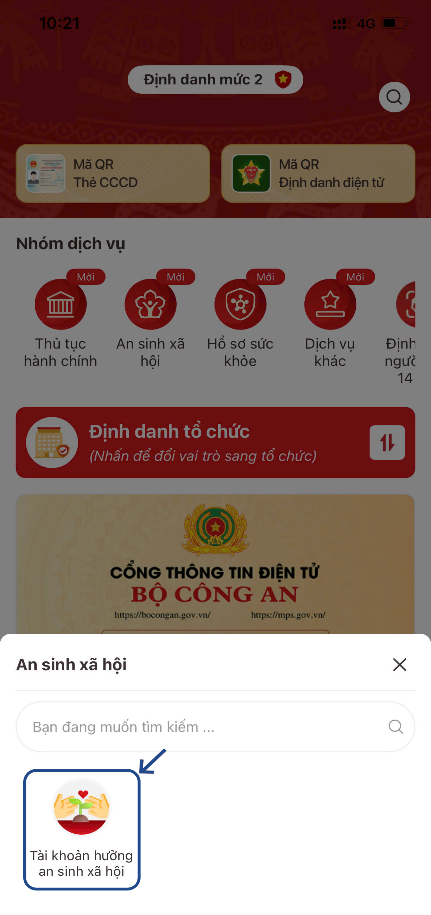 10:21
4G
Định danh mức 2
Mã QR
Thẻ CCCD
Mã QR
Định danh điện tử
Nhóm dịch vụ
Mới
Mới
Mới
Mới
Thủ tục
hành chính
An sinh xã
hội
Hồ sơ sức
khỏe
Dịch vụ
khác
Định
ngườ
14
Định danh tổ chức
(Nhấn để đổi vai trò sang tổ chức)
CỔNG THÔNG TIN ĐIỆN TỬ
BỘ CÔNG AN
https://bocongan.gov.vn/
https://mps.gov.vn/
An sinh xã hội
Bạn đang muốn tìm kiếm ...
Tài khoản hưởng
an sinh xã hội